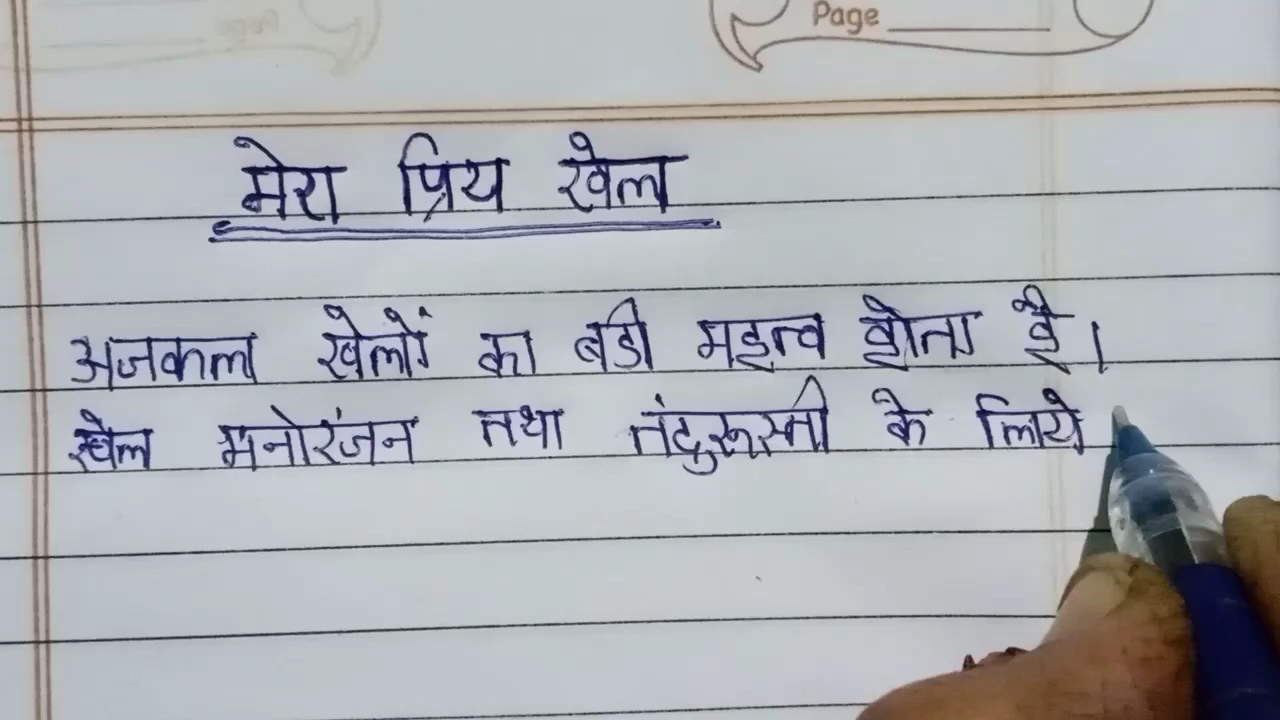 Page
मेरा प्रिय खेल
अजकल खेलों का बडी महत्व होता है।
खेल मनोरंजन तथा तंदुरूस्ती के लिये